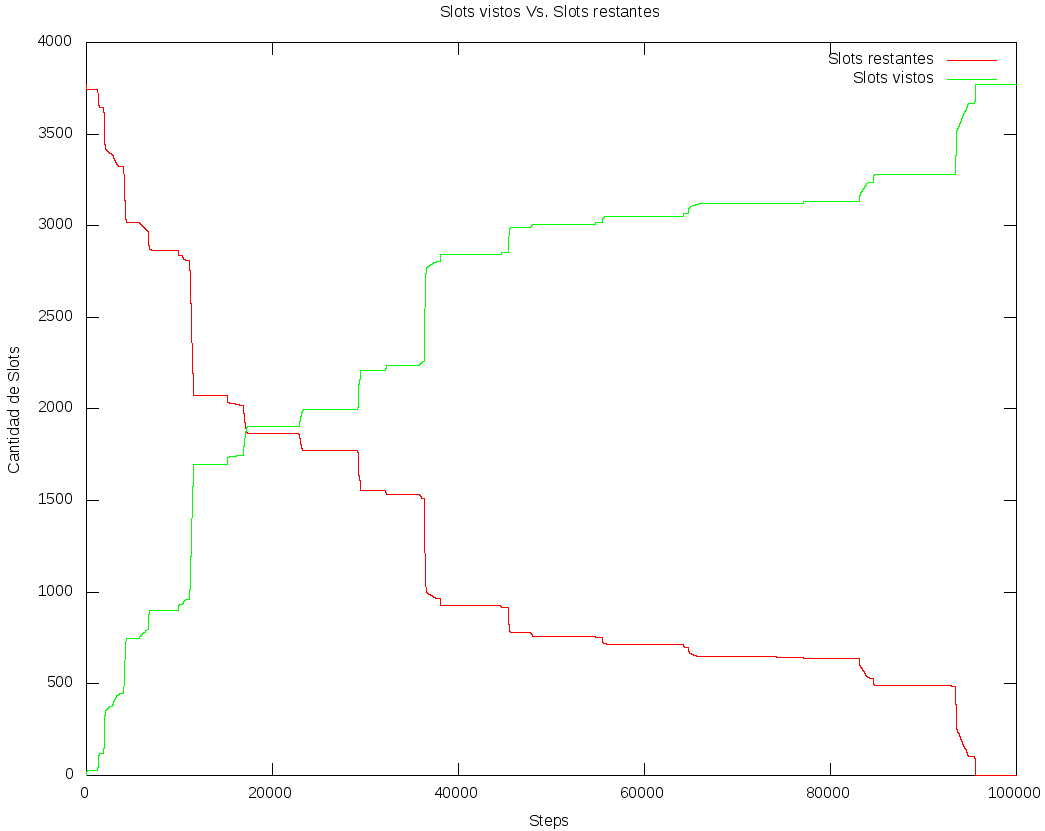 Slots vistos Vs. Slots restantes
4000
3500
3000
2500
2000
1500
1000
500
0
Cantidad de Slots
Slots restantes
Slots vistos
0 20000 40000 60000 80000 100000
Steps